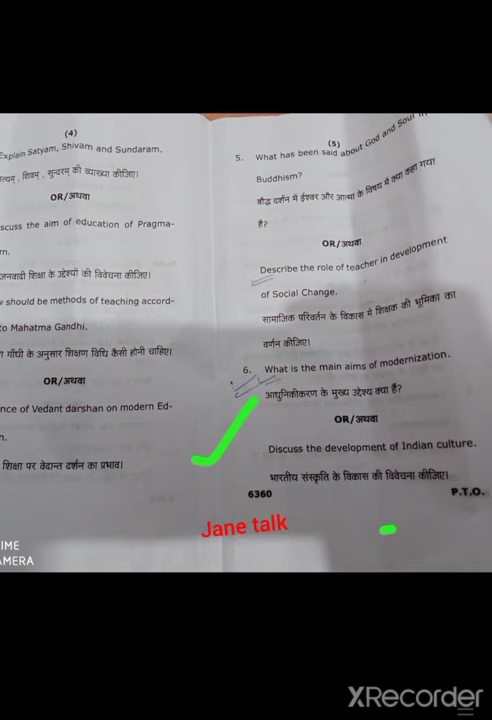 XRecorder
(4)
Explain Satyam, Shivam and Sundaram.
सत्यम् , शिवम् , सुन्दरम् की व्याख्या कीजिए।
OR/अथवा
scuss the aim of education of Pragma-
m.
जनवादी शिक्षा के उद्देश्यों की विवेचना कीजिए।
w should be methods of teaching accord-
to Mahatma Gandhi.
गाँधी के अनुसार शिक्षण विधि कैसी होनी चाहिए।
OR/अथवा
nce of Vedant darshan on modern Ed-
n.
शिक्षा पर वेदान्त दर्शन का प्रभाव।
(5)
5. What has been said about God and Soul in
Buddhism?
बौद्ध दर्शन में ईश्वर और आत्मा के विषय में क्या कहा गया
है?
OR/अथवा
Describe the role of teacher in development
of Social Change.
सामाजिक परिवर्तन के विकास में शिक्षक की भूमिका का
वर्णन कीजिए।
6. What is the main aims of modernization.
आधुनिकीकरण के मुख्य उद्देश्य क्या हैं?
OR/अथवा
Discuss the development of Indian culture.
भारतीय संस्कृति के विकास की विवेचना कीजिए।
6360
P.T.O.
Jane talk
IME
AMERA
XRecorder